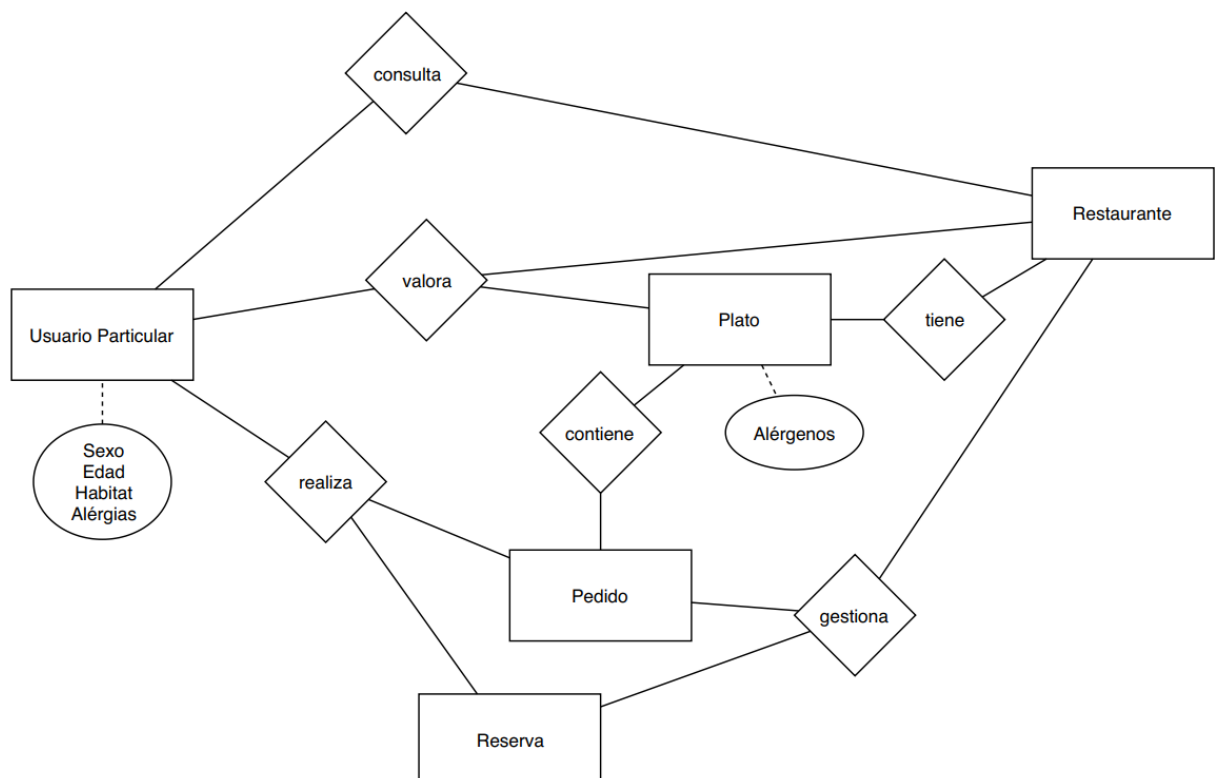 consulta
Restaurante
valora
Plato
tiene
Usuario Particular
contiene
Alérgenos
Sexo
Edad
Habitat
Alérgias
realiza
Pedido
gestiona
Reserva